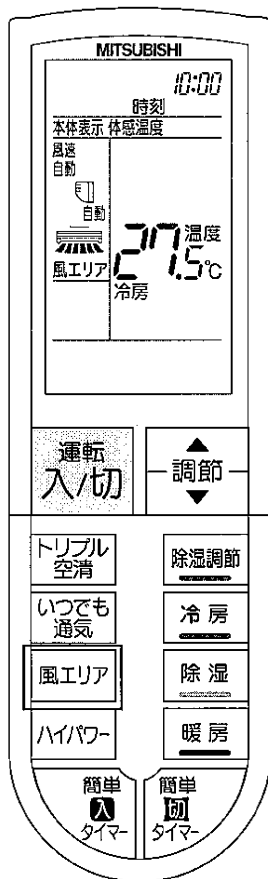 MITSUBISHI
10:00
時刻
本体表示 体感温度
風速
自動
自動
風エリア
27.5℃
温度
冷房
運転
入/切
調節
トリプル
空清
除湿調節
いつでも
通気
冷房
風エリア
除湿
ハイパワー
暖房
簡単
入
タイマー
簡単
切
タイマー